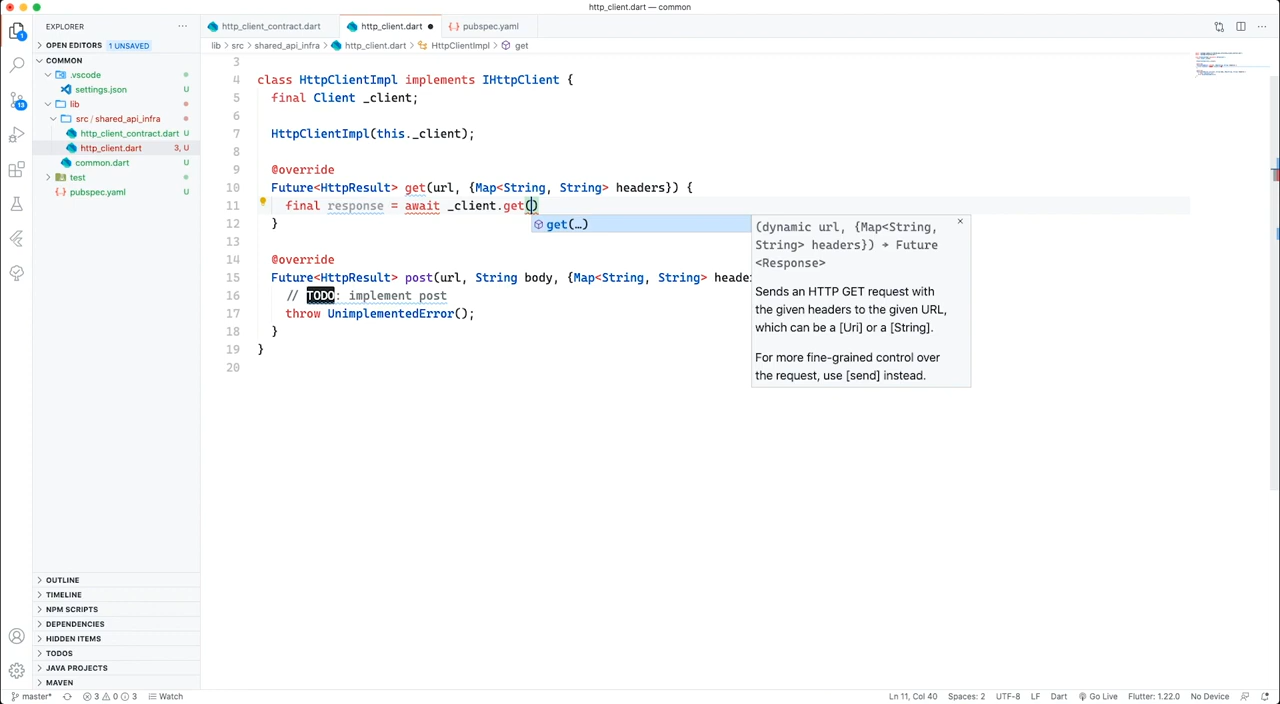 http_client.dart — common
EXPLORER
OPEN EDITORS 1 UNSAVED
COMMON
.vscode
settings.json U
lib
src / shared_api_infra
http_client_contract.dart U
http_client.dart 3, U
common.dart U
test
pubspec.yaml U
OUTLINE
TIMELINE
NPM SCRIPTS
DEPENDENCIES
HIDDEN ITEMS
TODOS
JAVA PROJECTS
MAVEN
1
13
http_client_contract.dart
http_client.dart
pubspec.yaml
lib > src > shared_api_infra > http_client.dart > HttpClientImpl > get
3
4 class HttpClientImpl implements IHttpClient {
5 final Client _client;
6
7 HttpClientImpl(this._client);
8
9 @override
10 Future<HttpResult> get(url, {Map<String, String> headers}) {
11 final response = await _client.get()
12 }
13
14 @override
15 Future<HttpResult> post(url, String body, {Map<String, String> heade
16 // TODO: implement post
17 throw UnimplementedError();
18 }
19 }
20
get(…)
(dynamic url, {Map<String,
String> headers}) → Future
<Response>
Sends an HTTP GET request with
the given headers to the given URL,
which can be a [Uri] or a [String].
For more fine-grained control over
the request, use [send] instead.
master* 3 0 3 Watch
Ln 11, Col 40 Spaces: 2 UTF-8 LF Dart Go Live Flutter: 1.22.0 No Device